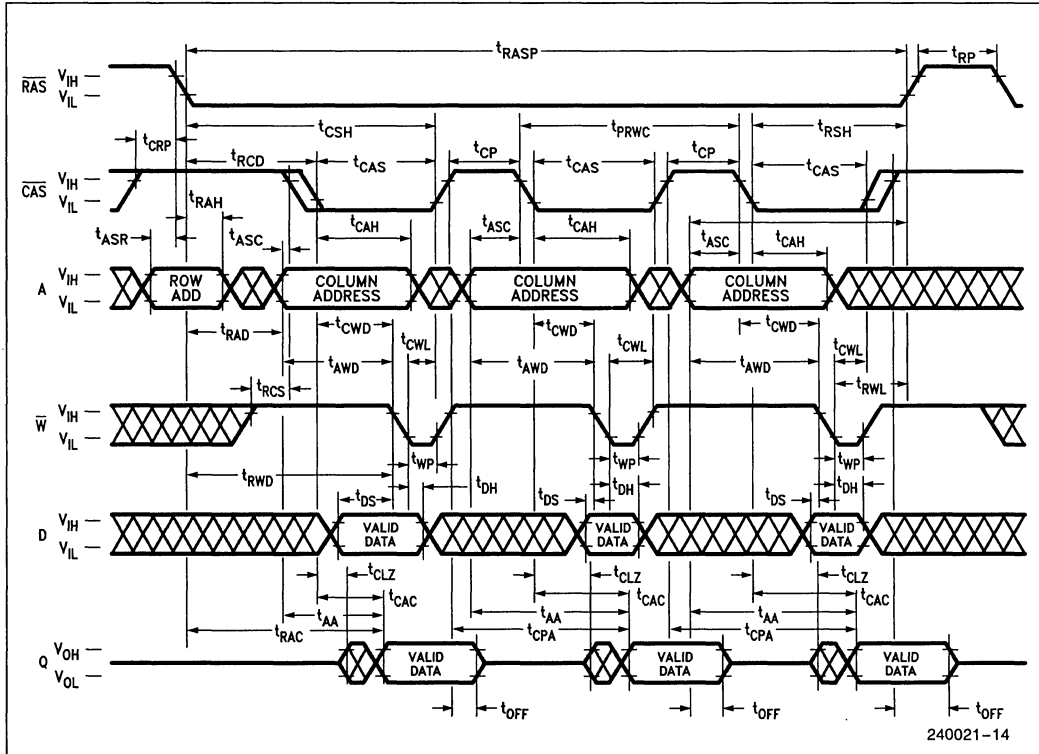 tRASP
tRP
RAS VIH
VIL
tCSH
tPRWC
tRSH
tCRP
tRCD
tCAS
tCP
tCAS
tCP
tCAS
CAS VIH
VIL
tRAH
tASR
tASC
tCAH
tASC
tCAH
tASC
tCAH
A VIH
VIL
ROW ADD
COLUMN ADDRESS
COLUMN ADDRESS
COLUMN ADDRESS
tRAD
tCWD
tCWL
tCWD
tCWL
tCWD
tCWL
tAWD
tAWD
tAWD
tRCS
tRWL
W VIH
VIL
tWP
tWP
tWP
tRWD
tDS
tDH
tDS
tDH
tDS
tDH
D VIH
VIL
VALID DATA
VALID DATA
VALID DATA
tCLZ
tCLZ
tCLZ
tCAC
tCAC
tCAC
tAA
tAA
tAA
tRAC
tCPA
tCPA
Q VOH
VOL
VALID DATA
VALID DATA
VALID DATA
tOFF
tOFF
tOFF
240021-14